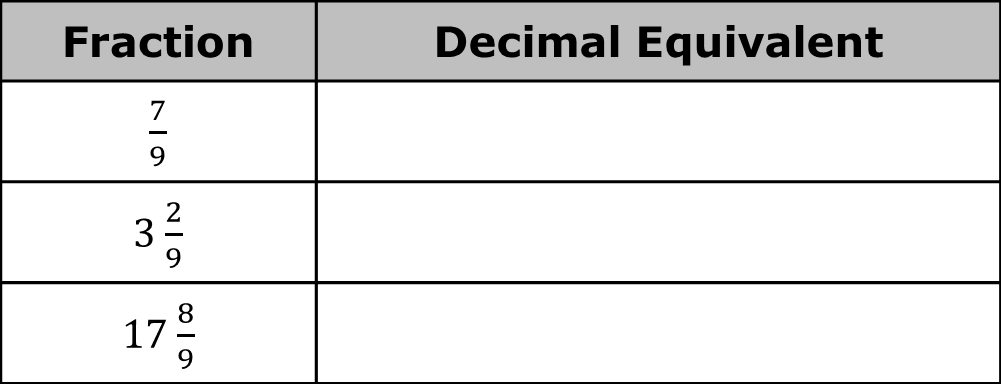 Fraction Decimal Equivalent
7/9
3 2/9
17 8/9